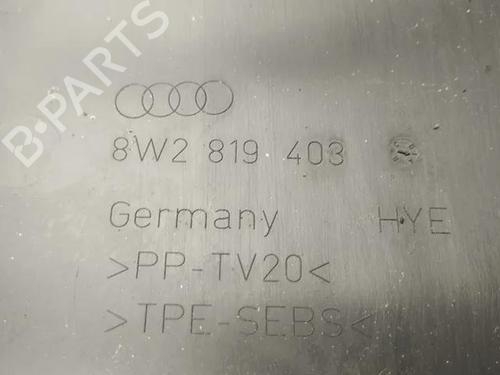 B-PARTS
8W2 819 403
Germany HYE
>PP-TV20<
>TPE-SEBS<